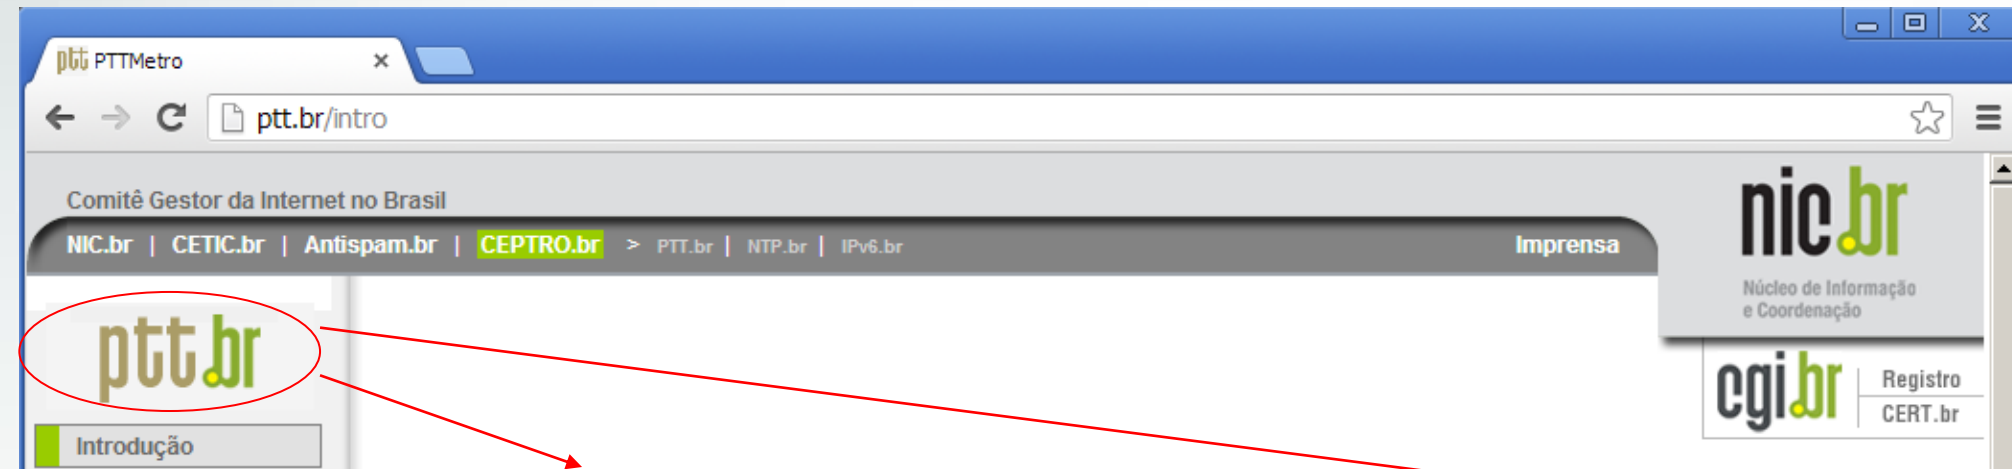 ptt PTTMetro
ptt.br/intro
Comitê Gestor da Internet no Brasil
NIC.br | CETIC.br | Antispam.br | CEPTRO.br > PTT.br | NTP.br | IPv6.br
Imprensa
nic.br
Núcleo de Informação
e Coordenação
ptt.br
cgi.br
Registro
CERT.br
Introdução